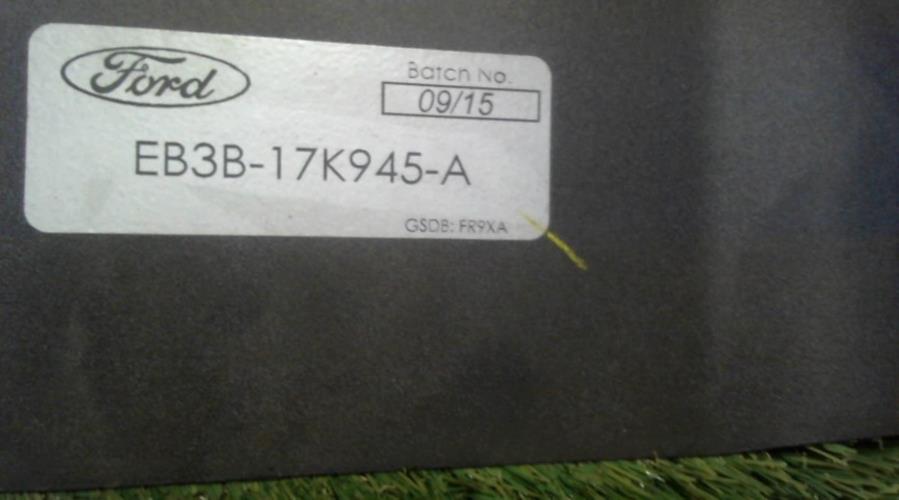 Ford
Batch No.
09/15
EB3B-17K945-A
GSDB: FR9XA